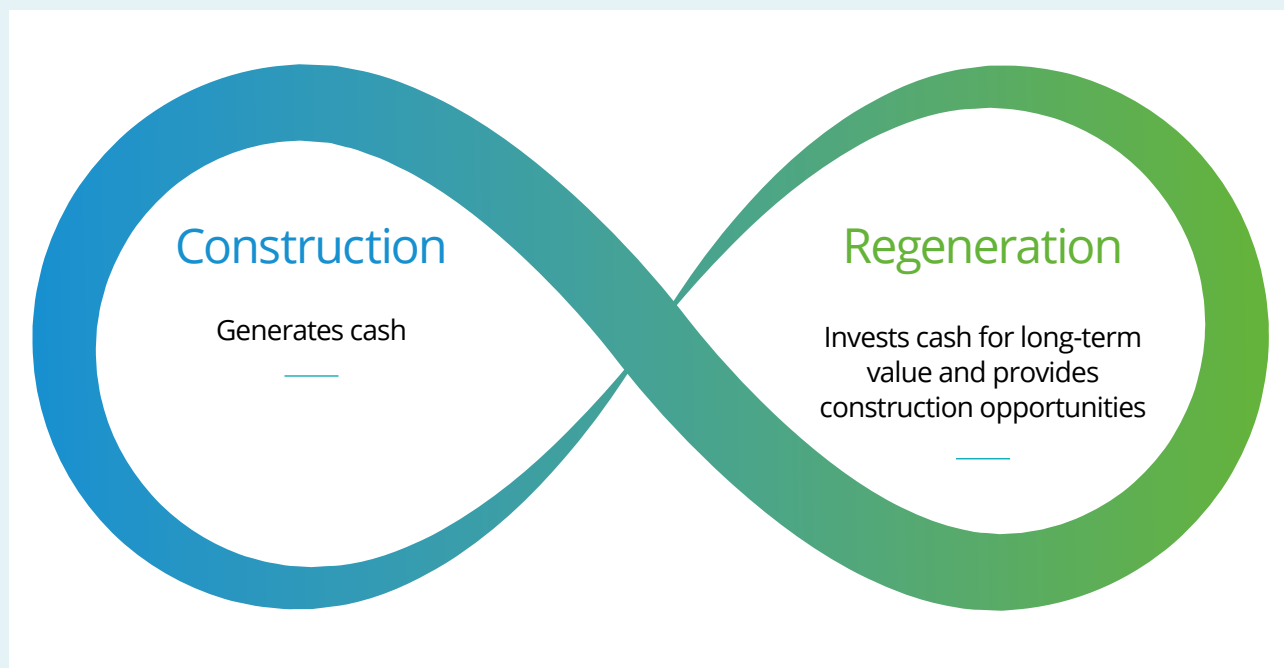 Construction
Generates cash
Regeneration
Invests cash for long-term
value and provides
construction opportunities